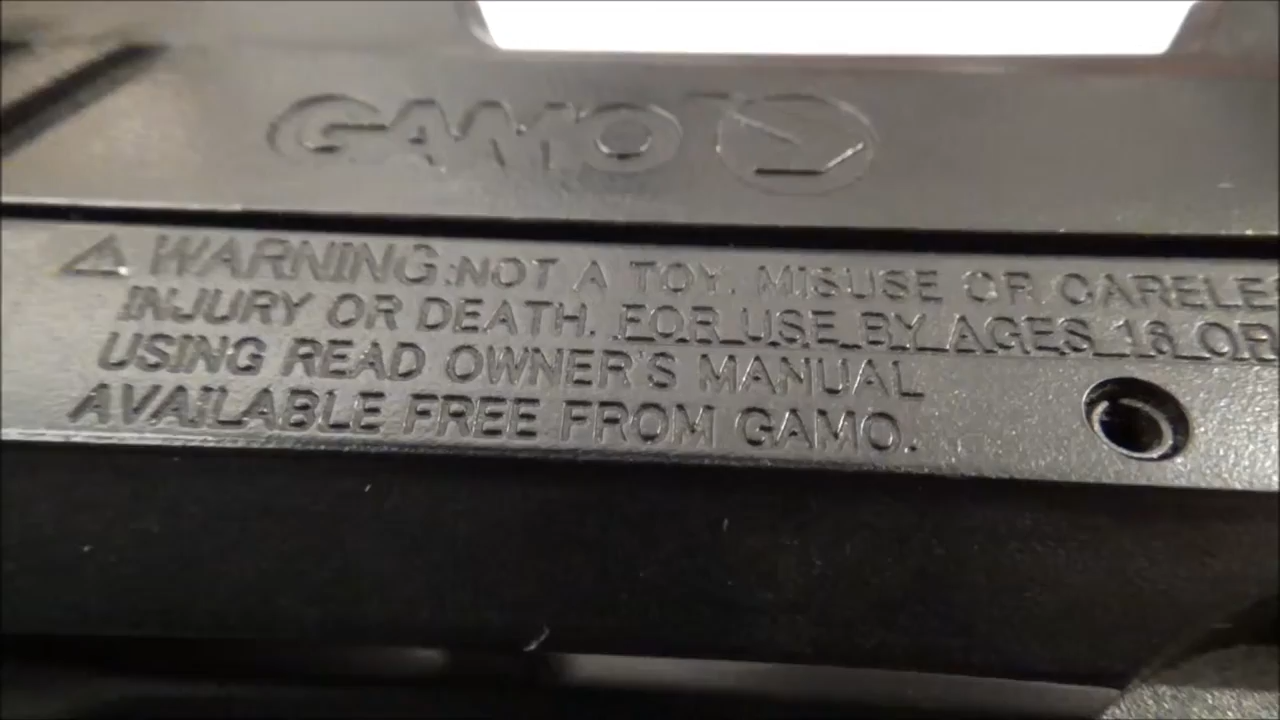 GAMO
WARNING: NOT A TOY. MISUSE OR CARELE
INJURY OR DEATH. FOR USE BY AGES 16 OR
USING READ OWNER'S MANUAL
AVAILABLE FREE FROM GAMO.